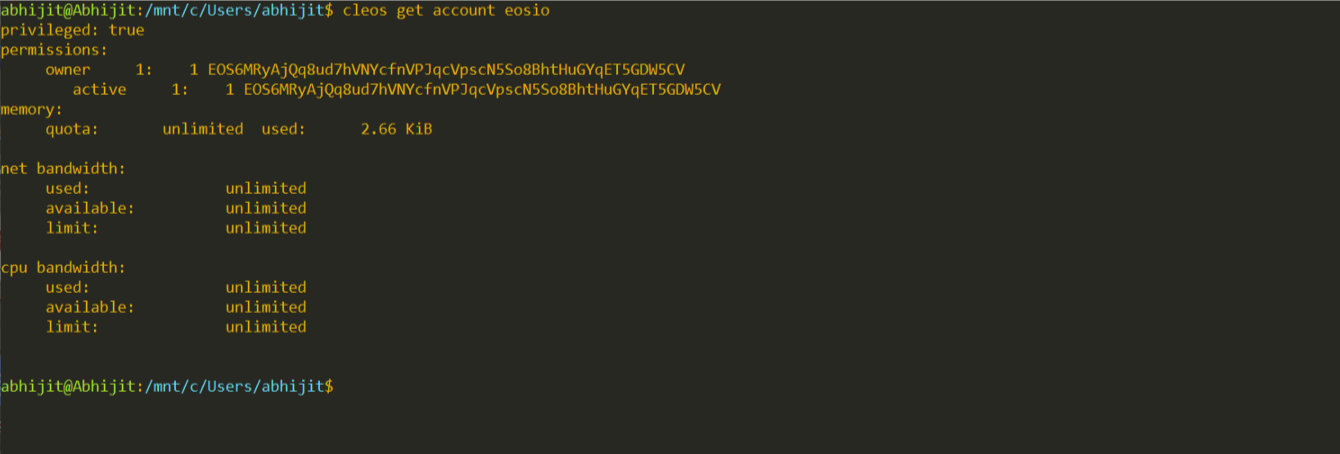 abhijit@Abhijit:/mnt/c/Users/abhijit$ cleos get account eosio
privileged: true
permissions:
     owner     1:    1 EOS6MRyAjQq8ud7hVNYcfnVPJqcVpscN5So8BhtHuGYqET5GDW5CV
        active     1:    1 EOS6MRyAjQq8ud7hVNYcfnVPJqcVpscN5So8BhtHuGYqET5GDW5CV
memory:
     quota:       unlimited  used:      2.66 KiB
net bandwidth:
     used:               unlimited
     available:          unlimited
     limit:              unlimited
cpu bandwidth:
     used:               unlimited
     available:          unlimited
     limit:              unlimited
abhijit@Abhijit:/mnt/c/Users/abhijit$